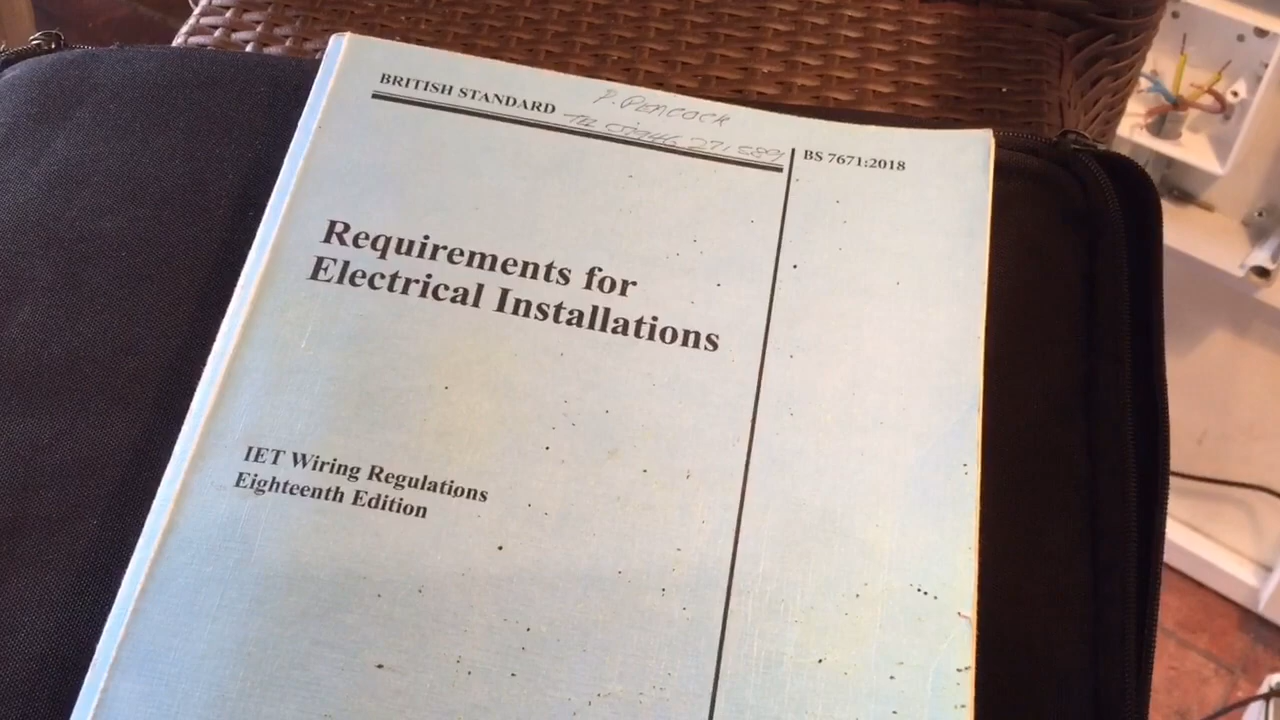 BRITISH STANDARD
P. PEACOCK
BS 7671:2018
Requirements for
Electrical Installations
IET Wiring Regulations
Eighteenth Edition